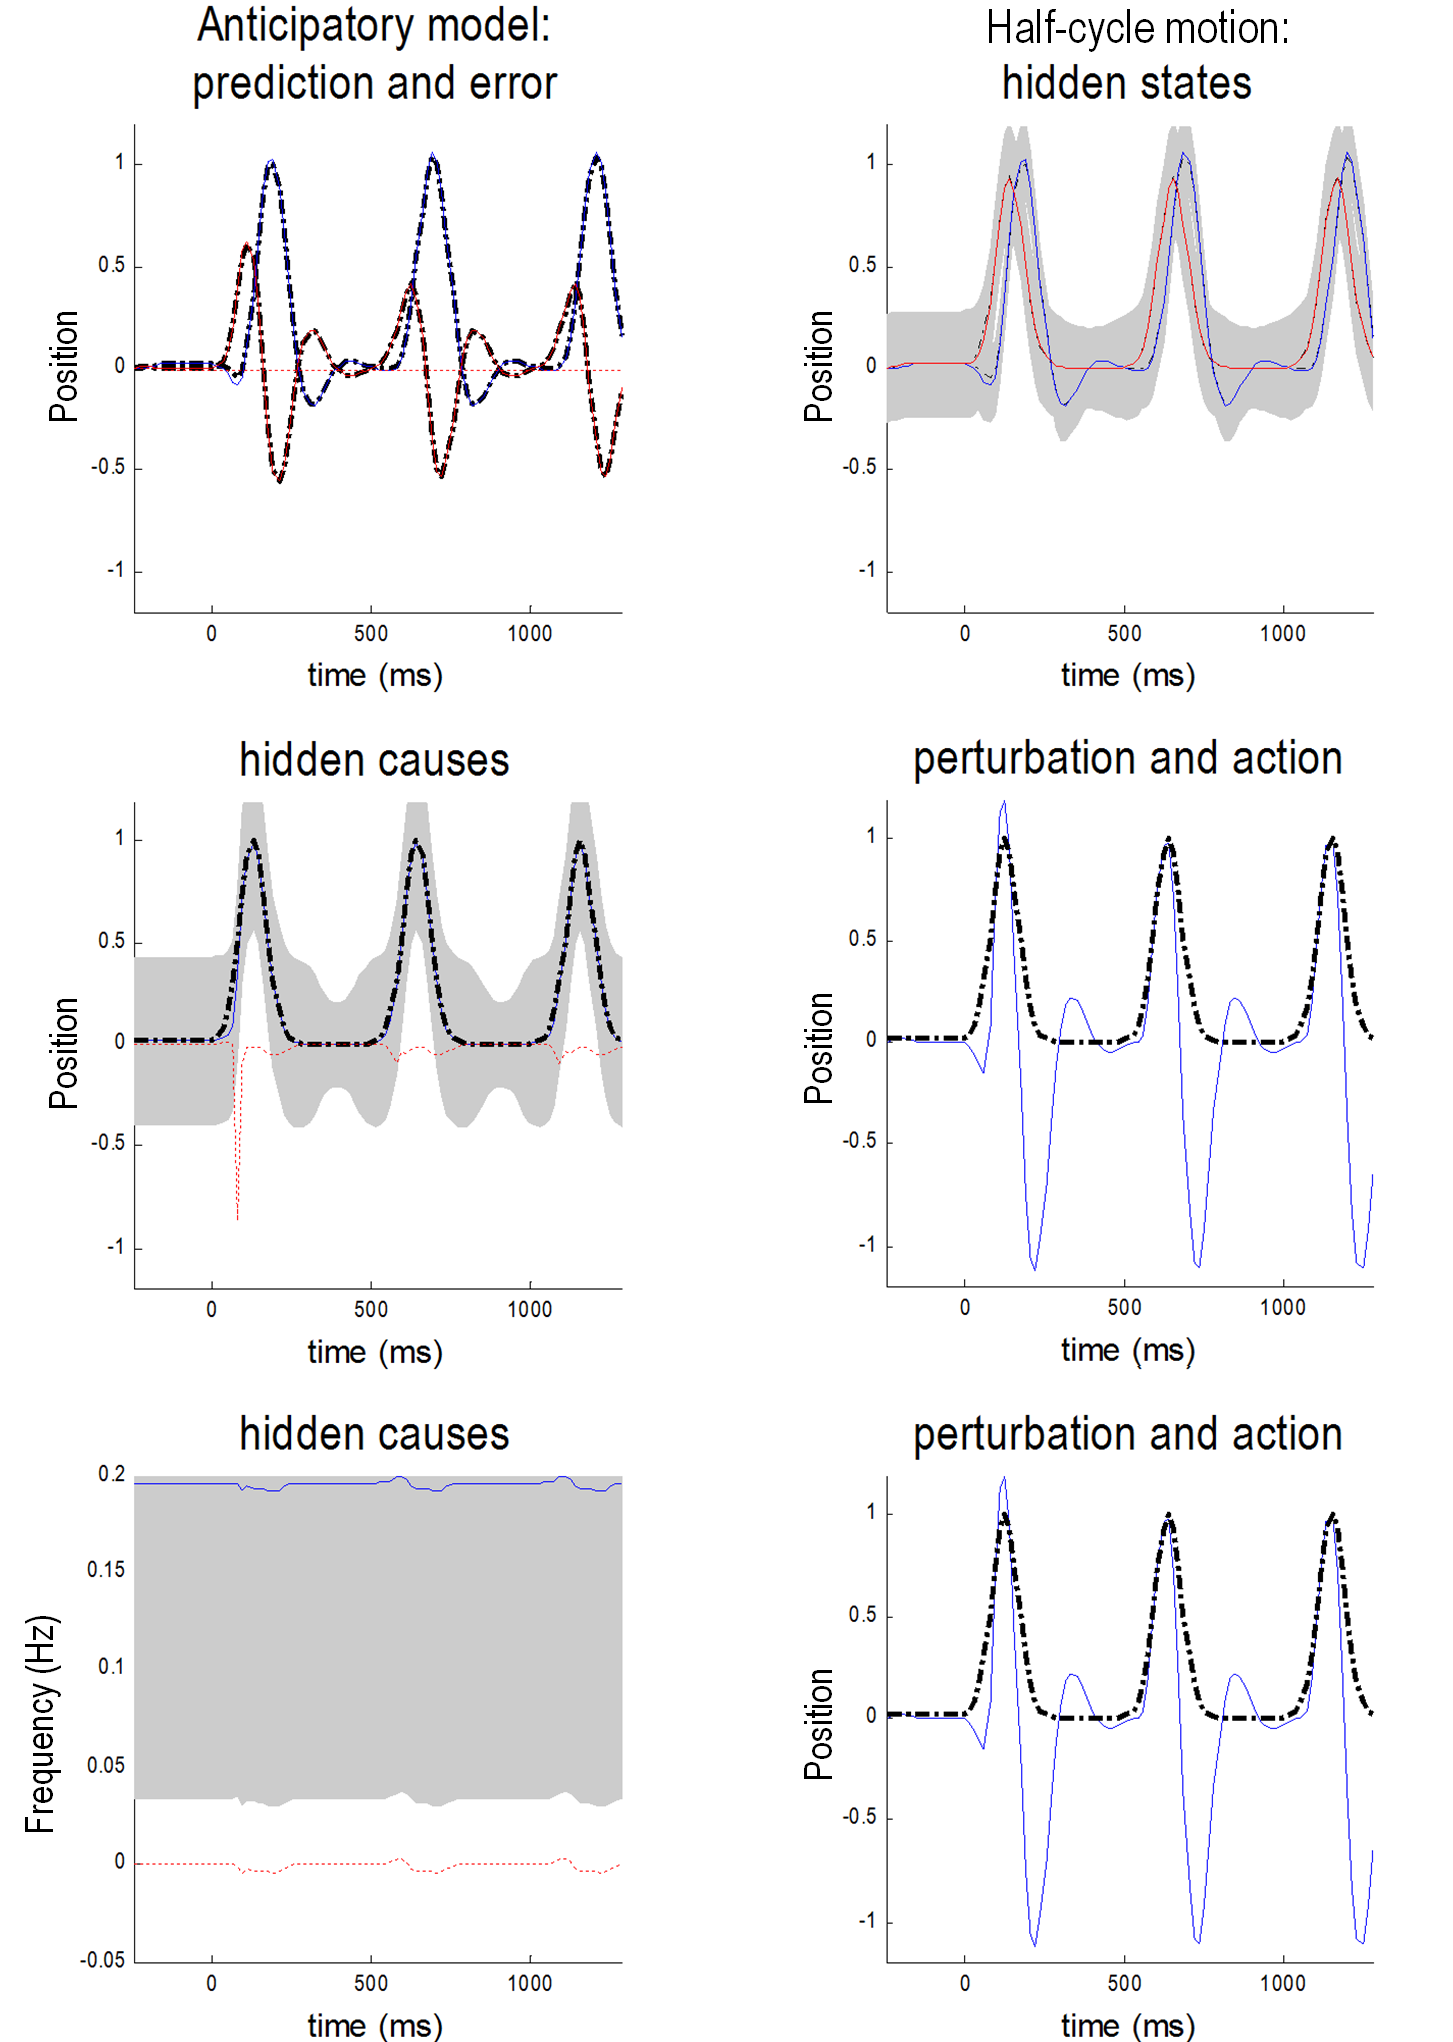 Anticipatory model:
prediction and error
Half-cycle motion:
hidden states
1
0.5
0
-0.5
-1
Position
0 500 1000
time (ms)
1
0.5
0
-0.5
-1
Position
0 500 1000
time (ms)
hidden causes
perturbation and action
1
0.5
0
-0.5
-1
Position
0 500 1000
time (ms)
1
0.5
0
-0.5
-1
Position
0 500 1000
time (ms)
hidden causes
perturbation and action
0.2
0.15
0.1
0.05
0
-0.05
Frequency (Hz)
0 500 1000
time (ms)
1
0.5
0
-0.5
-1
Position
0 500 1000
time (ms)